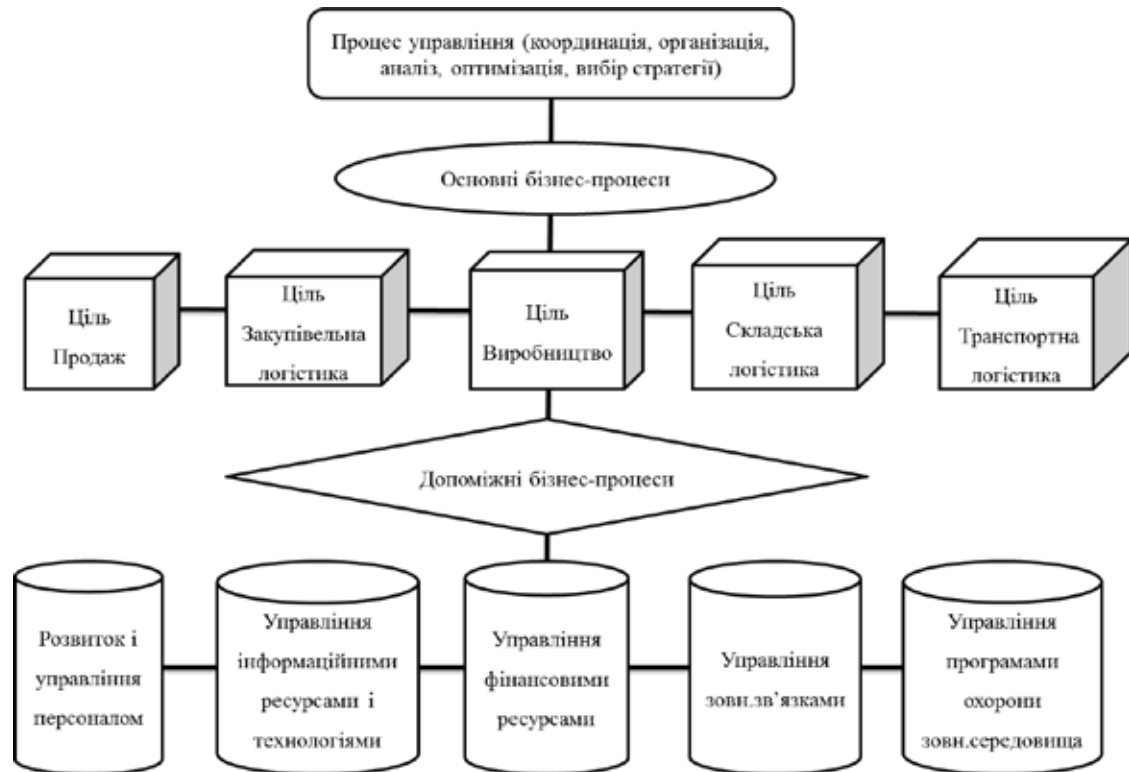 Процес управління (координація, організація,
аналіз, оптимізація, вибір стратегії)
Основні бізнес-процеси
Ціль
Продаж
Ціль
Закупівельна
логістика
Ціль
Виробництво
Ціль
Складська
логістика
Ціль
Транспортна
логістика
Допоміжні бізнес-процеси
Розвиток і
управління
персоналом
Управління
інформаційними
ресурсами і
технологіями
Управління
фінансовими
ресурсами
Управління
зовн.зв’язками
Управління
програмами
охорони
зовн.середовища